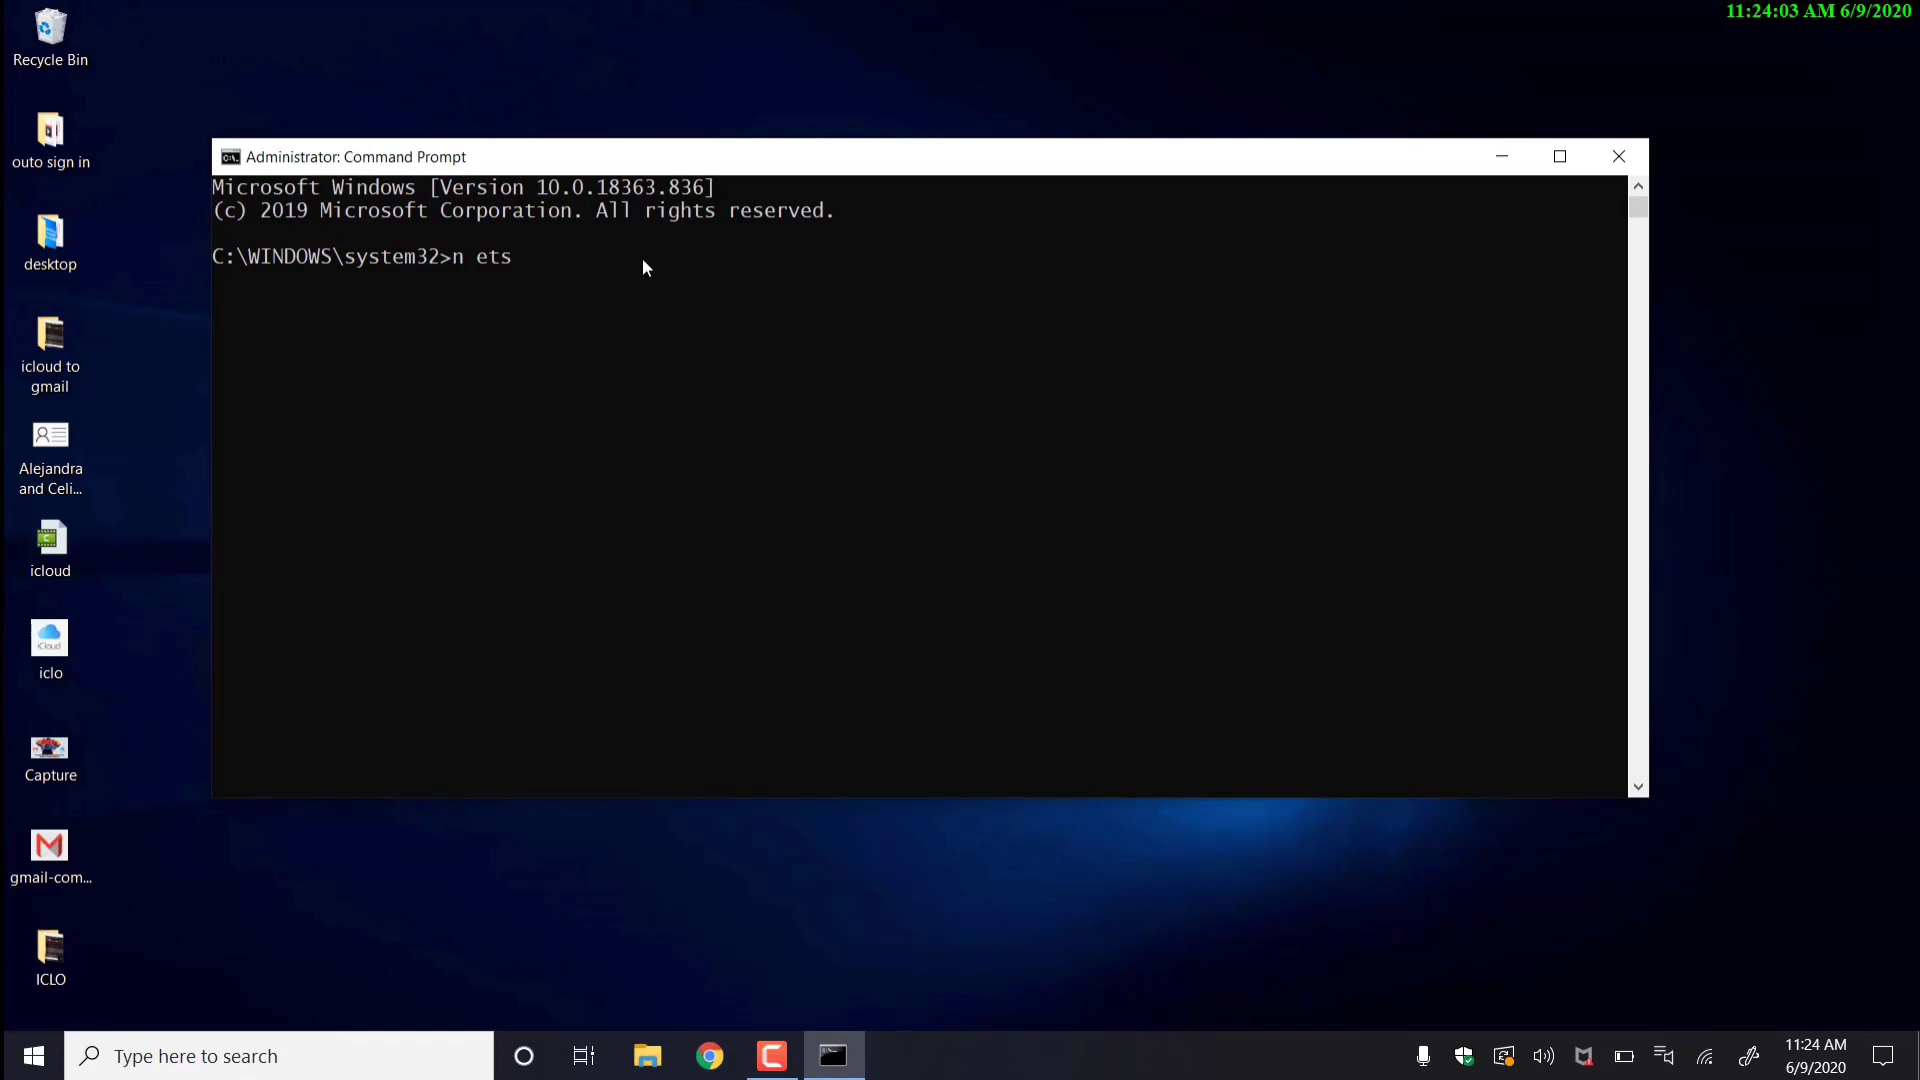 11:24:03 AM 6/9/2020
Recycle Bin
outo sign in
desktop
icloud to
gmail
Alejandra
and Celi...
icloud
iCloud
iclo
Capture
gmail-com...
ICLO
Administrator: Command Prompt
Microsoft Windows [Version 10.0.18363.836]
(c) 2019 Microsoft Corporation. All rights reserved.
C:\WINDOWS\system32>n ets
Type here to search
11:24 AM
6/9/2020